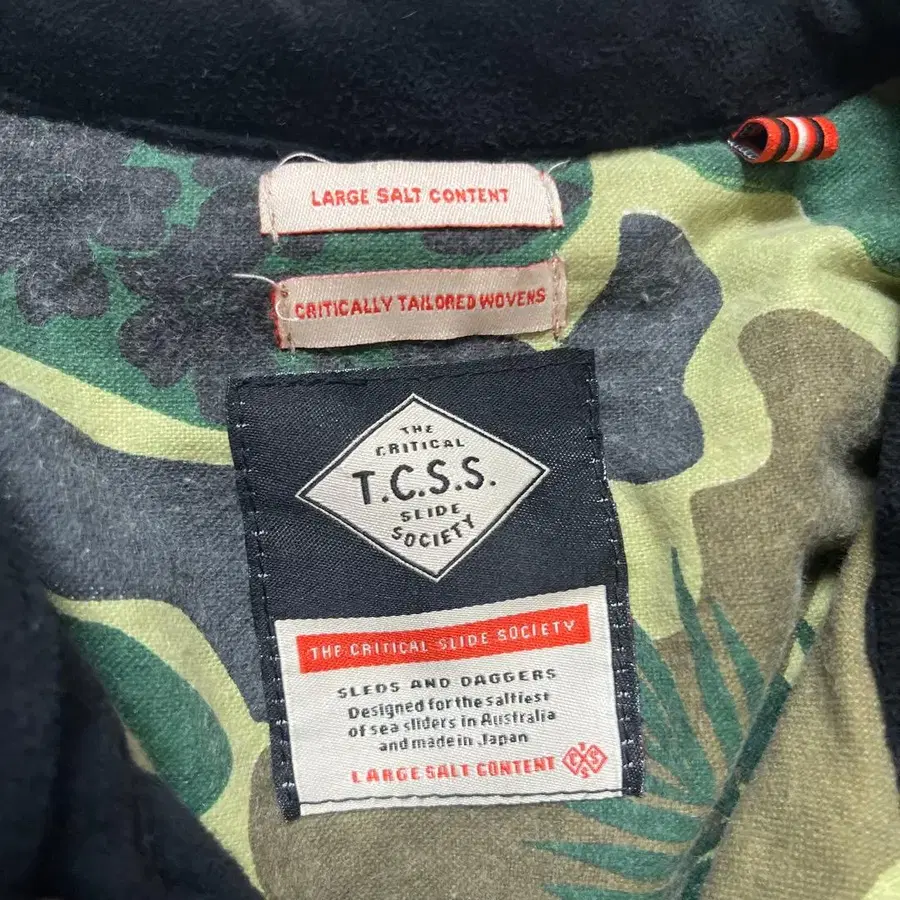 LARGE SALT CONTENT
CRITICALLY TAILORED WOVENS
THE
CRITICAL
T.C.S.S.
SLIDE
SOCIETY
THE CRITICAL SLIDE SOCIETY
SLEDS AND DAGGERS
Designed for the saltiest
of sea sliders in Australia
and made in Japan
LARGE SALT CONTENT
T
C S
S